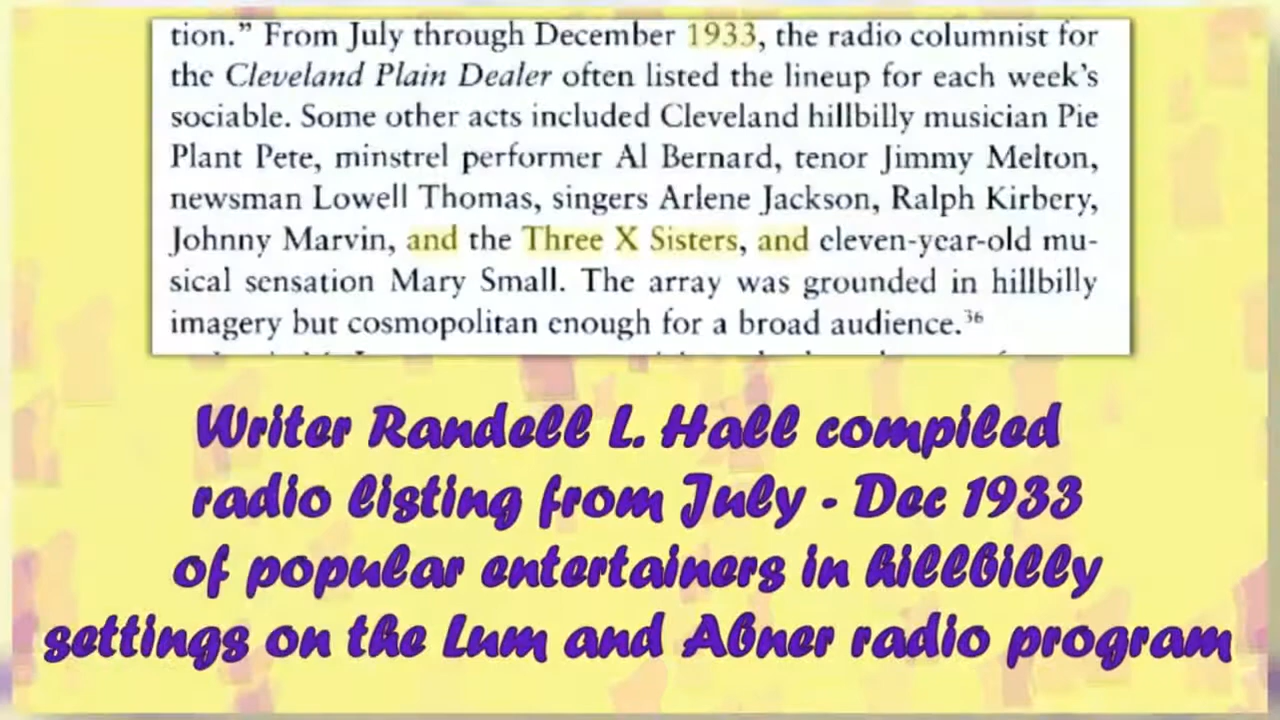 tion.” From July through December 1933, the radio columnist for
the Cleveland Plain Dealer often listed the lineup for each week’s
sociable. Some other acts included Cleveland hillbilly musician Pie
Plant Pete, minstrel performer Al Bernard, tenor Jimmy Melton,
newsman Lowell Thomas, singers Arlene Jackson, Ralph Kirbery,
Johnny Marvin, and the Three X Sisters, and eleven-year-old mu-
sical sensation Mary Small. The array was grounded in hillbilly
imagery but cosmopolitan enough for a broad audience.36
Writer Randell L. Hall compiled
radio listing from July - Dec 1933
of popular entertainers in hillbilly
settings on the Lum and Abner radio program